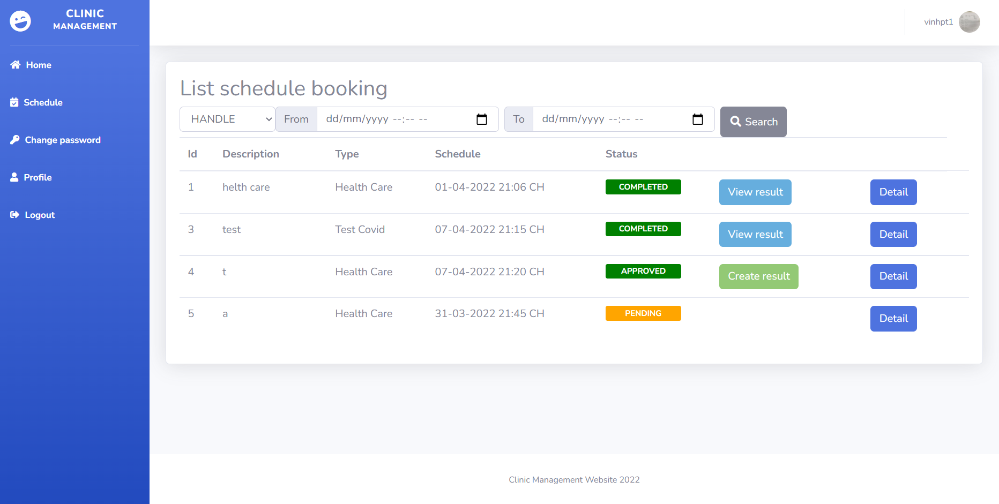 CLINIC
MANAGEMENT
vinhpt1
Home
Schedule
Change password
Profile
Logout
List schedule booking
HANDLE From dd/mm/yyyy --:-- -- To dd/mm/yyyy --:-- -- Search
Id Description Type Schedule Status
1 helth care Health Care 01-04-2022 21:06 CH COMPLETED View result Detail
3 test Test Covid 07-04-2022 21:15 CH COMPLETED View result Detail
4 t Health Care 07-04-2022 21:20 CH APPROVED Create result Detail
5 a Health Care 31-03-2022 21:45 CH PENDING Detail
Clinic Management Website 2022